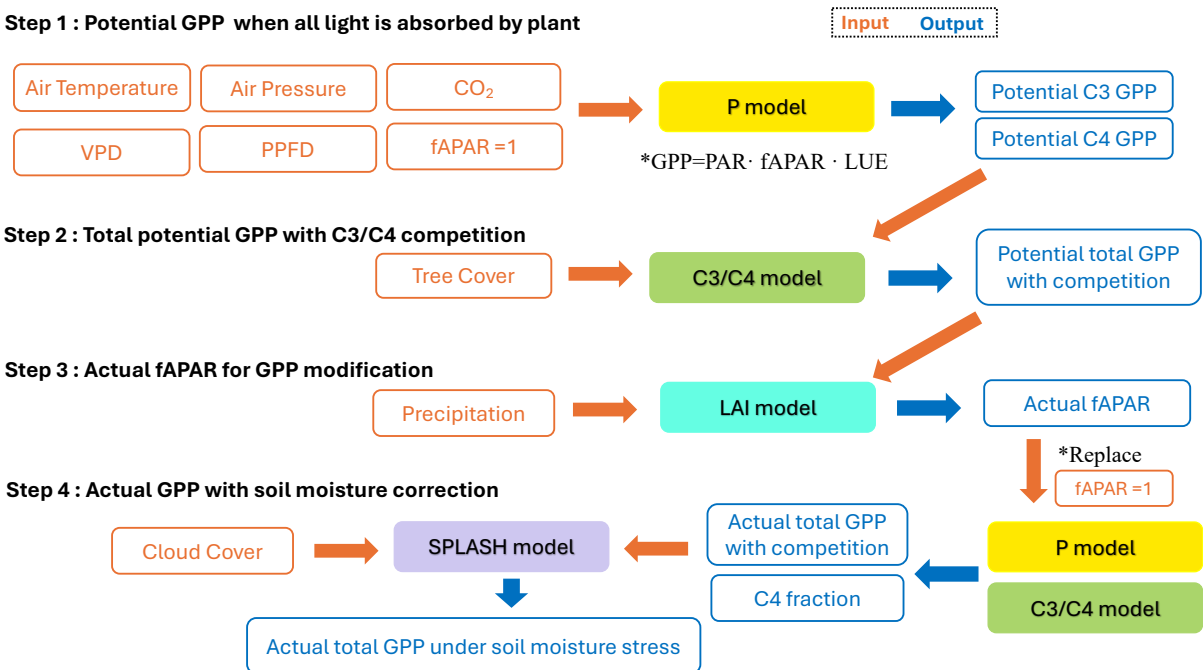 Step 1 : Potential GPP when all light is absorbed by plant
Input Output
Air Temperature
Air Pressure
CO₂
VPD
PPFD
fAPAR =1
P model
*GPP=PAR· fAPAR · LUE
Potential C3 GPP
Potential C4 GPP
Step 2 : Total potential GPP with C3/C4 competition
Tree Cover
C3/C4 model
Potential total GPP
with competition
Step 3 : Actual fAPAR for GPP modification
Precipitation
LAI model
Actual fAPAR
*Replace
fAPAR =1
Step 4 : Actual GPP with soil moisture correction
Cloud Cover
SPLASH model
Actual total GPP
with competition
C4 fraction
P model
C3/C4 model
Actual total GPP under soil moisture stress